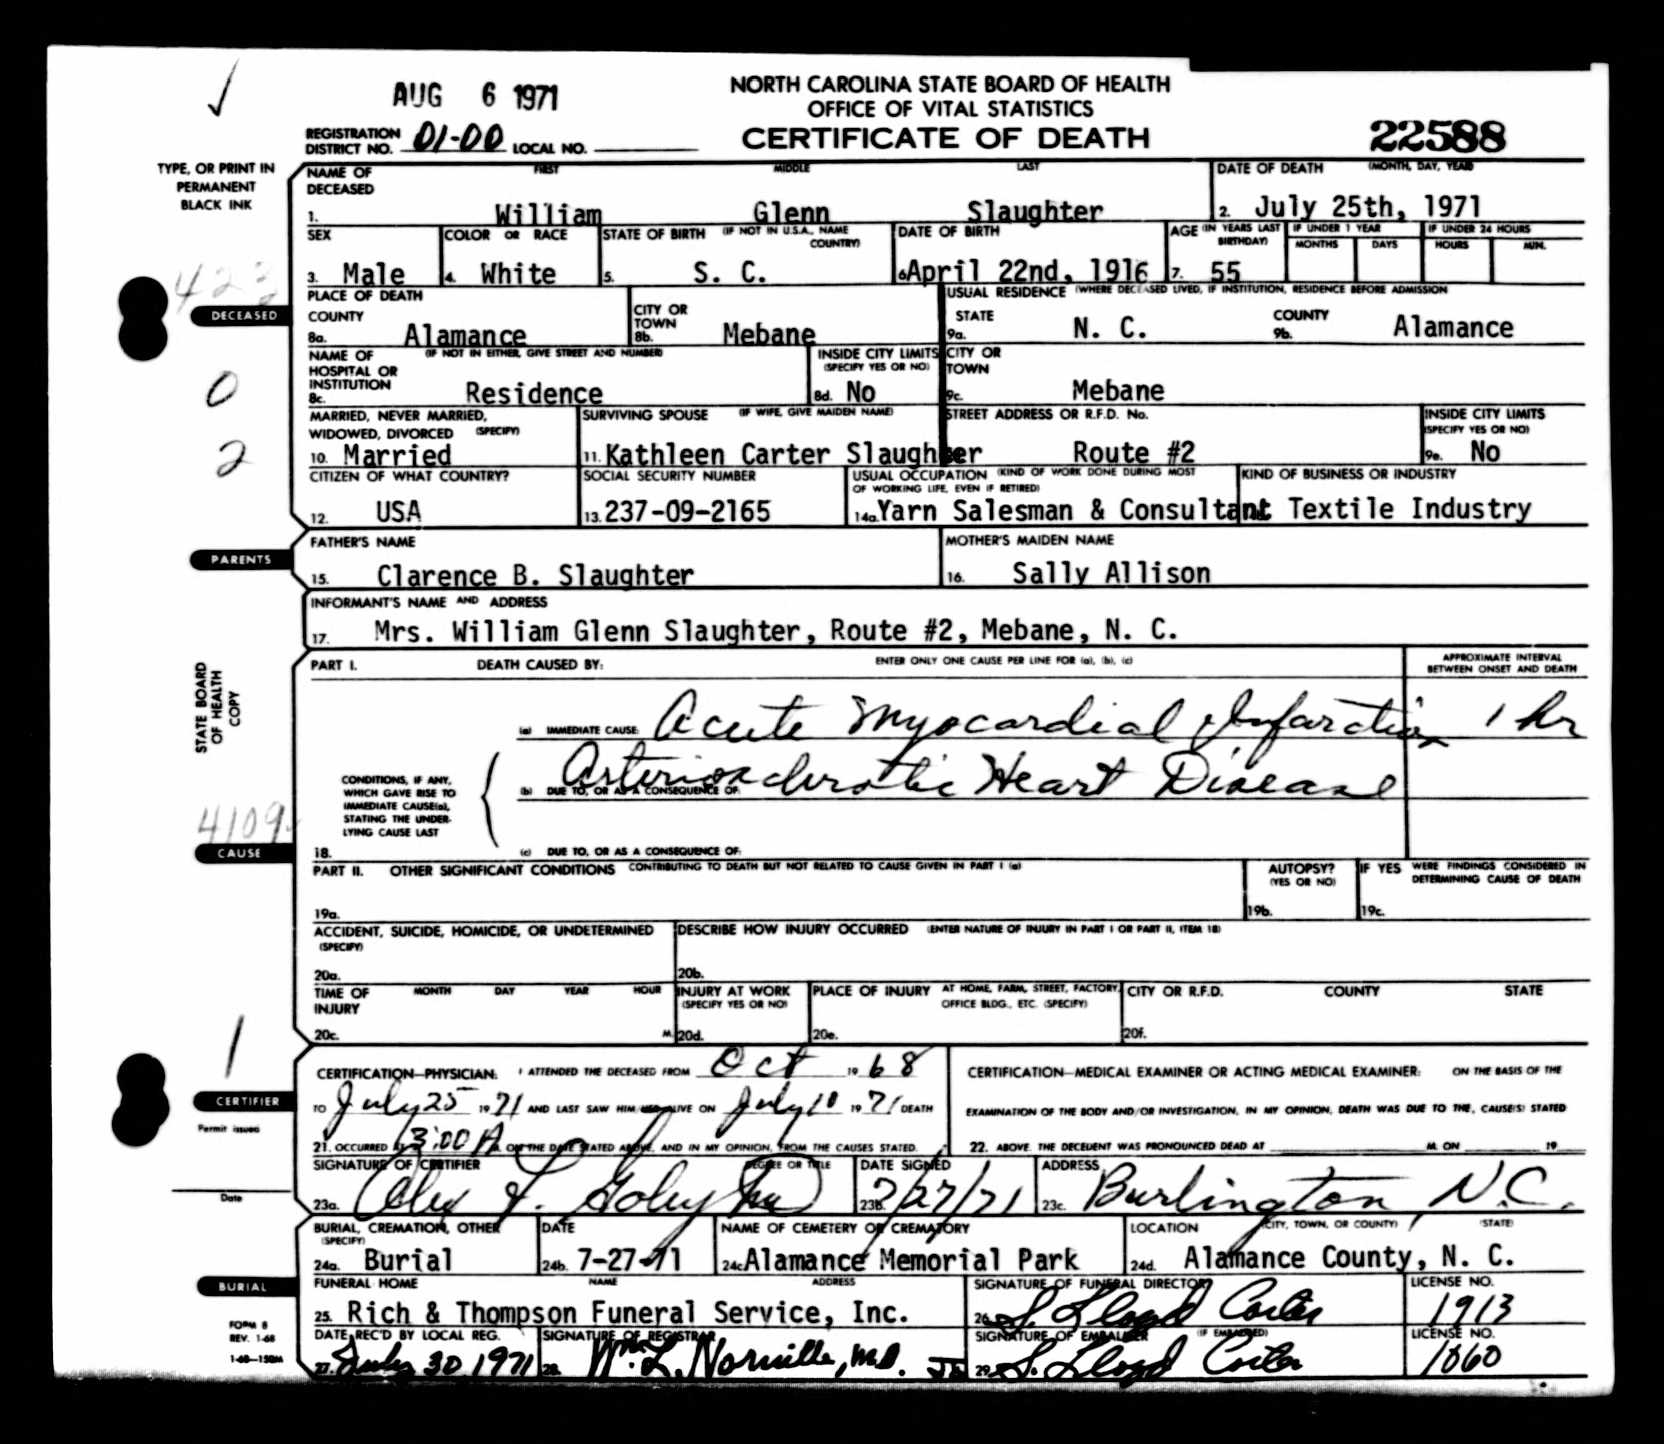 AUG 6 1971
NORTH CAROLINA STATE BOARD OF HEALTH
OFFICE OF VITAL STATISTICS
CERTIFICATE OF DEATH
22588
REGISTRATION DISTRICT NO. 01-00 LOCAL NO.
TYPE, OR PRINT IN
PERMANENT
BLACK INK
NAME OF DECEASED FIRST MIDDLE LAST
1. William Glenn Slaughter
DATE OF DEATH (MONTH, DAY, YEAR)
2. July 25th, 1971
SEX
3. Male
COLOR OR RACE
4. White
STATE OF BIRTH (IF NOT IN U.S.A., NAME COUNTRY)
5. S. C.
DATE OF BIRTH
6. April 22nd, 1916
AGE (IN YEARS LAST BIRTHDAY)
7. 55
IF UNDER 1 YEAR
MONTHS DAYS
IF UNDER 24 HOURS
HOURS MIN.
423
DECEASED
PLACE OF DEATH
COUNTY
8a. Alamance
CITY OR TOWN
8b. Mebane
USUAL RESIDENCE (WHERE DECEASED LIVED, IF INSTITUTION, RESIDENCE BEFORE ADMISSION
STATE
9a. N. C.
COUNTY
9b. Alamance
NAME OF HOSPITAL OR INSTITUTION (IF NOT IN EITHER, GIVE STREET AND NUMBER)
8c. Residence
INSIDE CITY LIMITS (SPECIFY YES OR NO)
8d. No
CITY OR TOWN
9c. Mebane
0
MARRIED, NEVER MARRIED, WIDOWED, DIVORCED (SPECIFY)
10. Married
SURVIVING SPOUSE (IF WIFE, GIVE MAIDEN NAME)
11. Kathleen Carter Slaughter
STREET ADDRESS OR R.F.D. No.
Route #2
INSIDE CITY LIMITS (SPECIFY YES OR NO)
9e. No
2
CITIZEN OF WHAT COUNTRY?
12. USA
SOCIAL SECURITY NUMBER
13. 237-09-2165
USUAL OCCUPATION (KIND OF WORK DONE DURING MOST OF WORKING LIFE, EVEN IF RETIRED)
14a. Yarn Salesman & Consultant
KIND OF BUSINESS OR INDUSTRY
Textile Industry
PARENTS
FATHER'S NAME
15. Clarence B. Slaughter
MOTHER'S MAIDEN NAME
16. Sally Allison
INFORMANT'S NAME AND ADDRESS
17. Mrs. William Glenn Slaughter, Route #2, Mebane, N. C.
STATE BOARD
OF HEALTH
COPY
PART I. DEATH CAUSED BY: ENTER ONLY ONE CAUSE PER LINE FOR (a), (b), (c)
APPROXIMATE INTERVAL BETWEEN ONSET AND DEATH
(a) IMMEDIATE CAUSE: Acute Myocardial Infarction 1 hr
(b) DUE TO, OR AS A CONSEQUENCE OF: Arteriosclerotic Heart Disease
CONDITIONS, IF ANY,
WHICH GAVE RISE TO
IMMEDIATE CAUSE(a),
STATING THE UNDER-
LYING CAUSE LAST
4109
CAUSE
18. (c) DUE TO, OR AS A CONSEQUENCE OF:
PART II. OTHER SIGNIFICANT CONDITIONS CONTRIBUTING TO DEATH BUT NOT RELATED TO CAUSE GIVEN IN PART I (a)
19a.
AUTOPSY? (YES OR NO)
19b.
IF YES WERE FINDINGS CONSIDERED IN DETERMINING CAUSE OF DEATH
19c.
ACCIDENT, SUICIDE, HOMICIDE, OR UNDETERMINED (SPECIFY)
20a.
DESCRIBE HOW INJURY OCCURRED (ENTER NATURE OF INJURY IN PART I OR PART II, ITEM 18)
20b.
TIME OF INJURY MONTH DAY YEAR HOUR
20c. M.
INJURY AT WORK (SPECIFY YES OR NO)
20d.
PLACE OF INJURY AT HOME, FARM, STREET, FACTORY, OFFICE BLDG., ETC. (SPECIFY)
20e.
CITY OR R.F.D. COUNTY STATE
20f.
1
CERTIFIER
Permit issued
Date
CERTIFICATION—PHYSICIAN: I ATTENDED THE DECEASED FROM Oct 19 68
TO July 25 1971 AND LAST SAW HIM/HER ALIVE ON July 10 1971 DEATH
21. OCCURRED AT 3:00 A M. ON THE DATE STATED ABOVE, AND IN MY OPINION, FROM THE CAUSES STATED.
CERTIFICATION—MEDICAL EXAMINER OR ACTING MEDICAL EXAMINER: ON THE BASIS OF THE
EXAMINATION OF THE BODY AND/OR INVESTIGATION, IN MY OPINION, DEATH WAS DUE TO THE, CAUSE(S) STATED
22. ABOVE. THE DECEDENT WAS PRONOUNCED DEAD AT M. ON 19
SIGNATURE OF CERTIFIER DEGREE OR TITLE
23a.
DATE SIGNED
23b. 7/27/71
ADDRESS
23c. Burlington N.C.
BURIAL, CREMATION, OTHER (SPECIFY)
24a. Burial
DATE
24b. 7-27-71
NAME OF CEMETERY OR CREMATORY
24c. Alamance Memorial Park
LOCATION (CITY, TOWN, OR COUNTY) (STATE)
24d. Alamance County, N. C.
BURIAL
FUNERAL HOME NAME ADDRESS
25. Rich & Thompson Funeral Service, Inc.
SIGNATURE OF FUNERAL DIRECTOR
26. S. Lloyd Carter
LICENSE NO.
1913
FORM 8
REV. 1-68
1-68—150M
DATE REC'D BY LOCAL REG.
27. July 30 1971
SIGNATURE OF REGISTRAR
28. Wm. L. Norville, MD.
SIGNATURE OF EMBALMER (IF EMBALMED)
29. S. Lloyd Carter
LICENSE NO.
1060